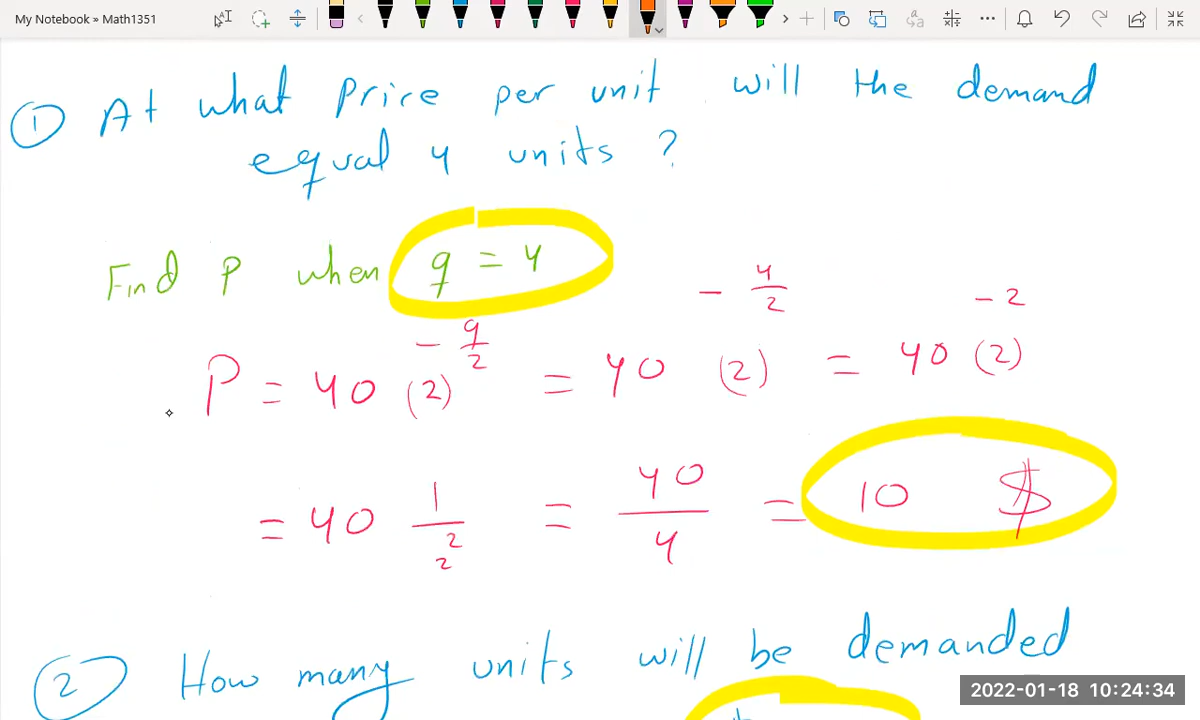 My Notebook » Math1351
① At what price per unit will the demand
equal 4 units ?
Find P when q = 4
P = 40 (2)^{-q/2} = 40 (2)^{-4/2} = 40 (2)^{-2}
= 40 1/2^2 = 40/4 = 10 $
② How many units will be demanded
2022-01-18 10:24:34